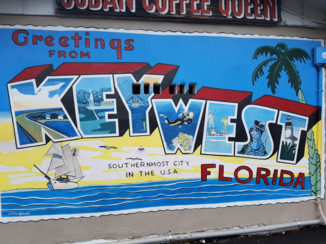 CUBAN COFFEE QUEEN
Greetings
FROM
KEY WEST
SOUTHERNMOST CITY
IN THE U.S.A.
FLORIDA